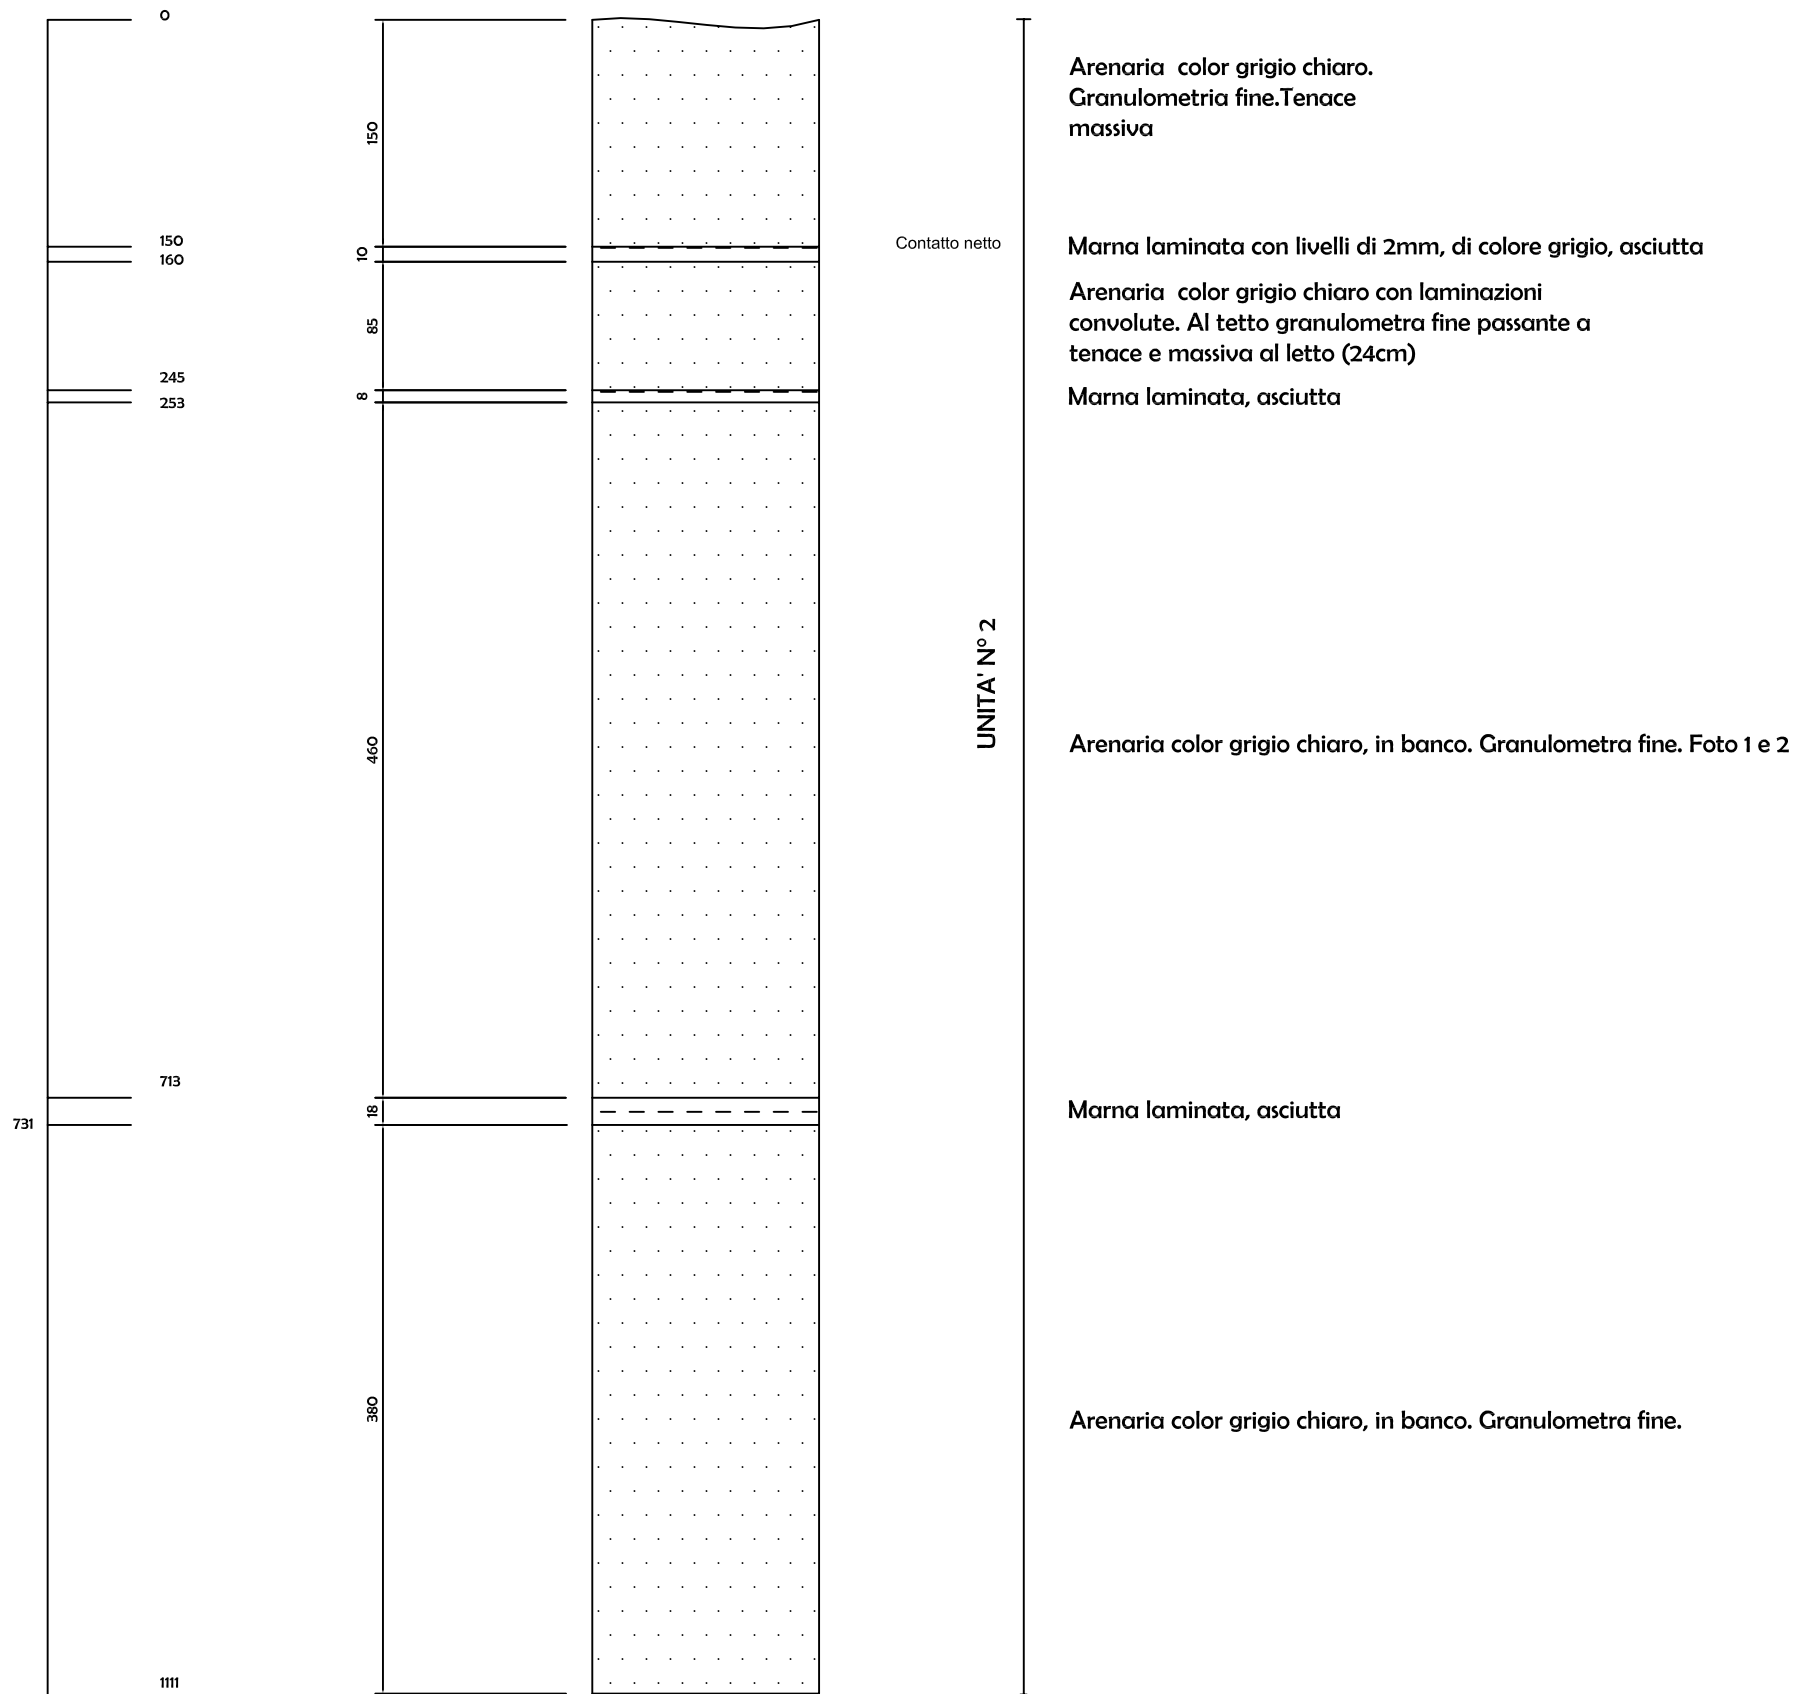 0
Arenaria  color grigio chiaro.
Granulometria fine.Tenace
massiva
150
150
10
Contatto netto
Marna laminata con livelli di 2mm, di colore grigio, asciutta
160
Arenaria  color grigio chiaro con laminazioni
convolute. Al tetto granulometra fine passante a
tenace e massiva al letto (24cm)
85
245
8
Marna laminata, asciutta
253
UNITA' N° 2
460
Arenaria color grigio chiaro, in banco. Granulometra fine. Foto 1 e 2
713
18
Marna laminata, asciutta
731
380
Arenaria color grigio chiaro, in banco. Granulometra fine.
1111